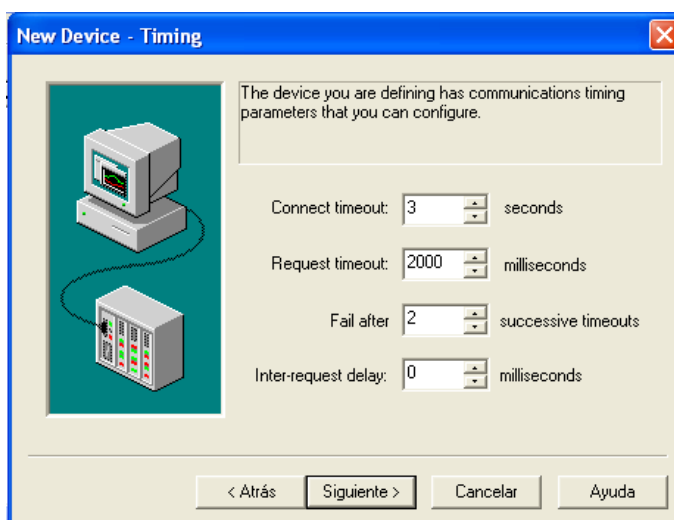 New Device - Timing
The device you are defining has communications timing
parameters that you can configure.
Connect timeout: 3 seconds
Request timeout: 2000 milliseconds
Fail after 2 successive timeouts
Inter-request delay: 0 milliseconds
< Atrás Siguiente > Cancelar Ayuda